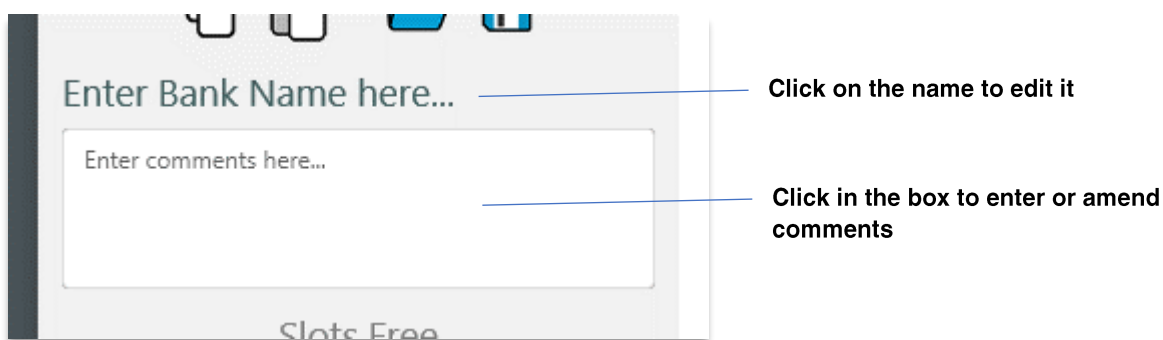 Enter Bank Name here...
Click on the name to edit it
Enter comments here...
Click in the box to enter or amend
comments
Slots Free